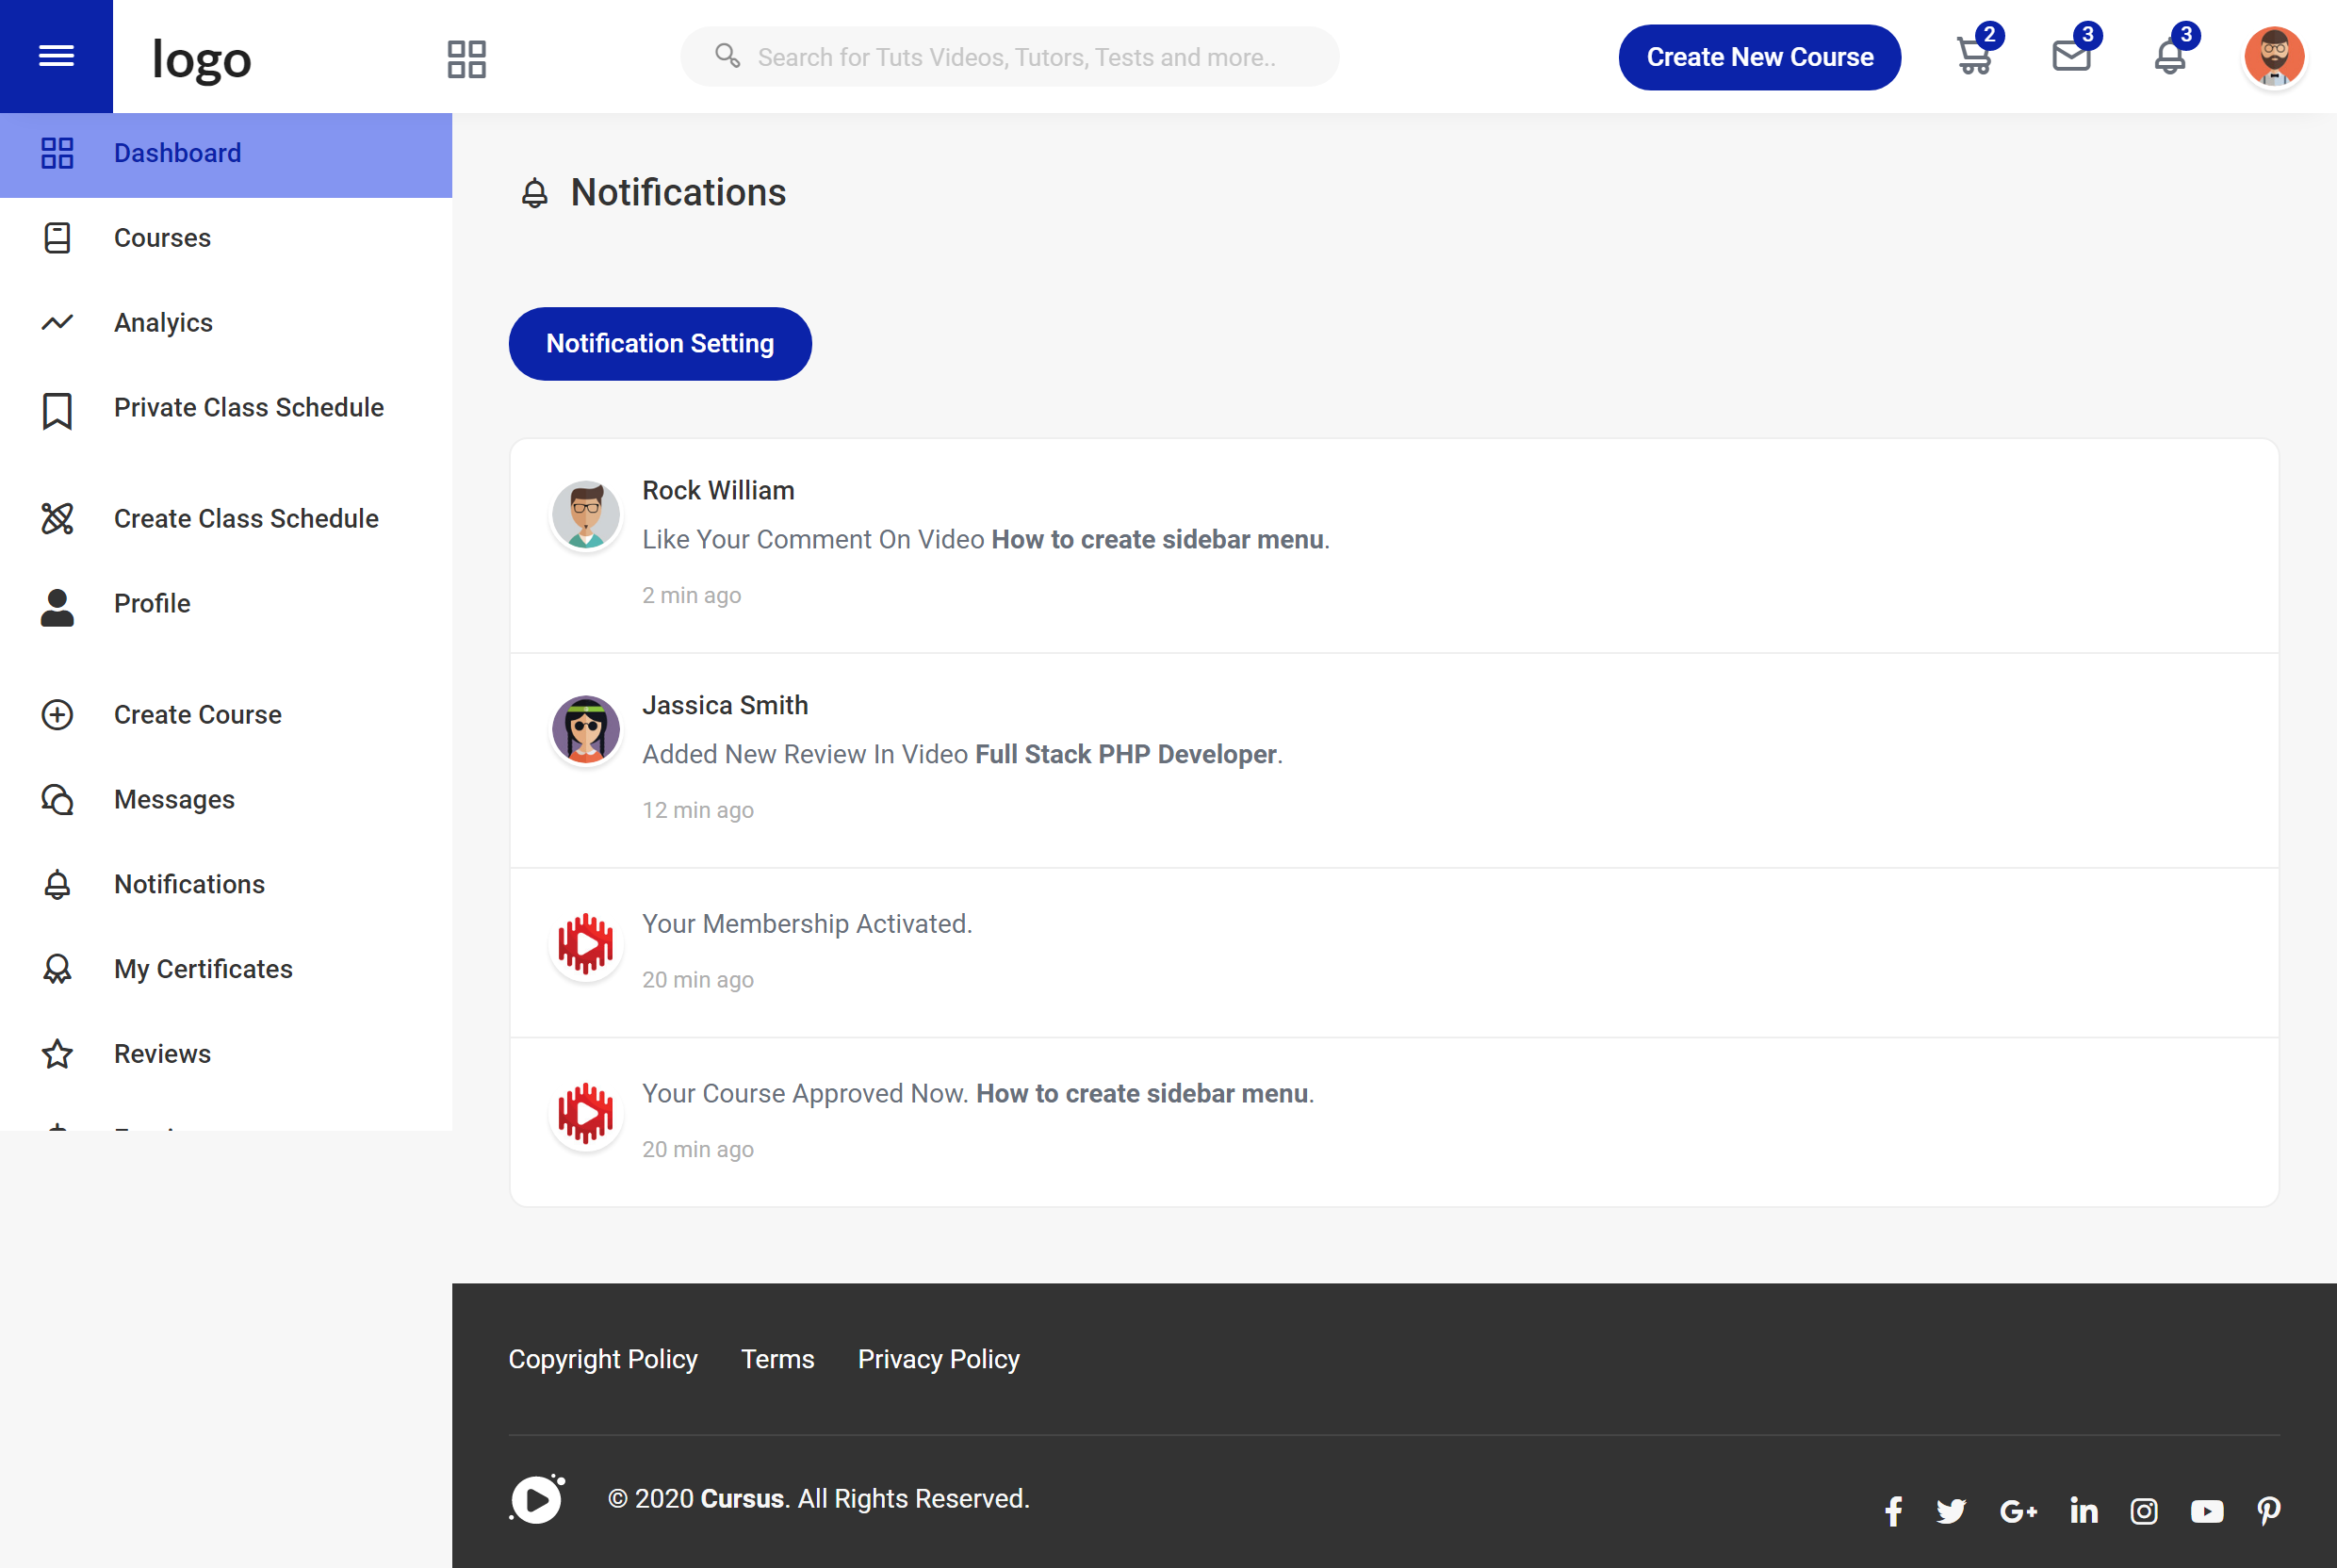 logo
Search for Tuts Videos, Tutors, Tests and more..
Create New Course
2
3
3
Dashboard
Courses
Analyics
Private Class Schedule
Create Class Schedule
Profile
Create Course
Messages
Notifications
My Certificates
Reviews
Notifications
Notification Setting
Rock William
Like Your Comment On Video How to create sidebar menu.
2 min ago
Jassica Smith
Added New Review In Video Full Stack PHP Developer.
12 min ago
Your Membership Activated.
20 min ago
Your Course Approved Now. How to create sidebar menu.
20 min ago
Copyright Policy
Terms
Privacy Policy
© 2020 Cursus. All Rights Reserved.